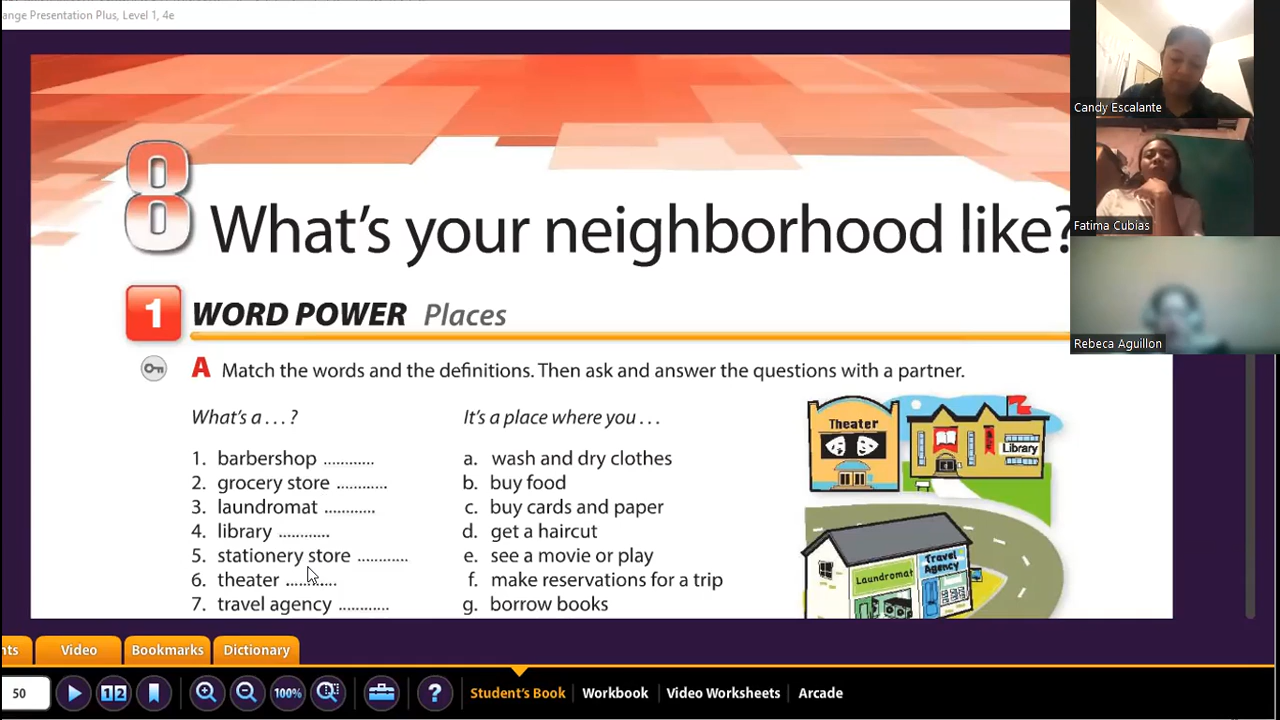 ange Presentation Plus, Level 1, 4e
Candy Escalante
Fatima Cubias
Rebeca Aguillon
8
What's your neighborhood like?
1 WORD POWER Places
A Match the words and the definitions. Then ask and answer the questions with a partner.
What's a . . . ?
1. barbershop ............
2. grocery store ............
3. laundromat ............
4. library ............
5. stationery store ............
6. theater ............
7. travel agency ............
It's a place where you . . .
a. wash and dry clothes
b. buy food
c. buy cards and paper
d. get a haircut
e. see a movie or play
f. make reservations for a trip
g. borrow books
Theater
Library
Laundromat
Travel
Agency
nts
Video
Bookmarks
Dictionary
50
12
100%
?
Student's Book
Workbook
Video Worksheets
Arcade